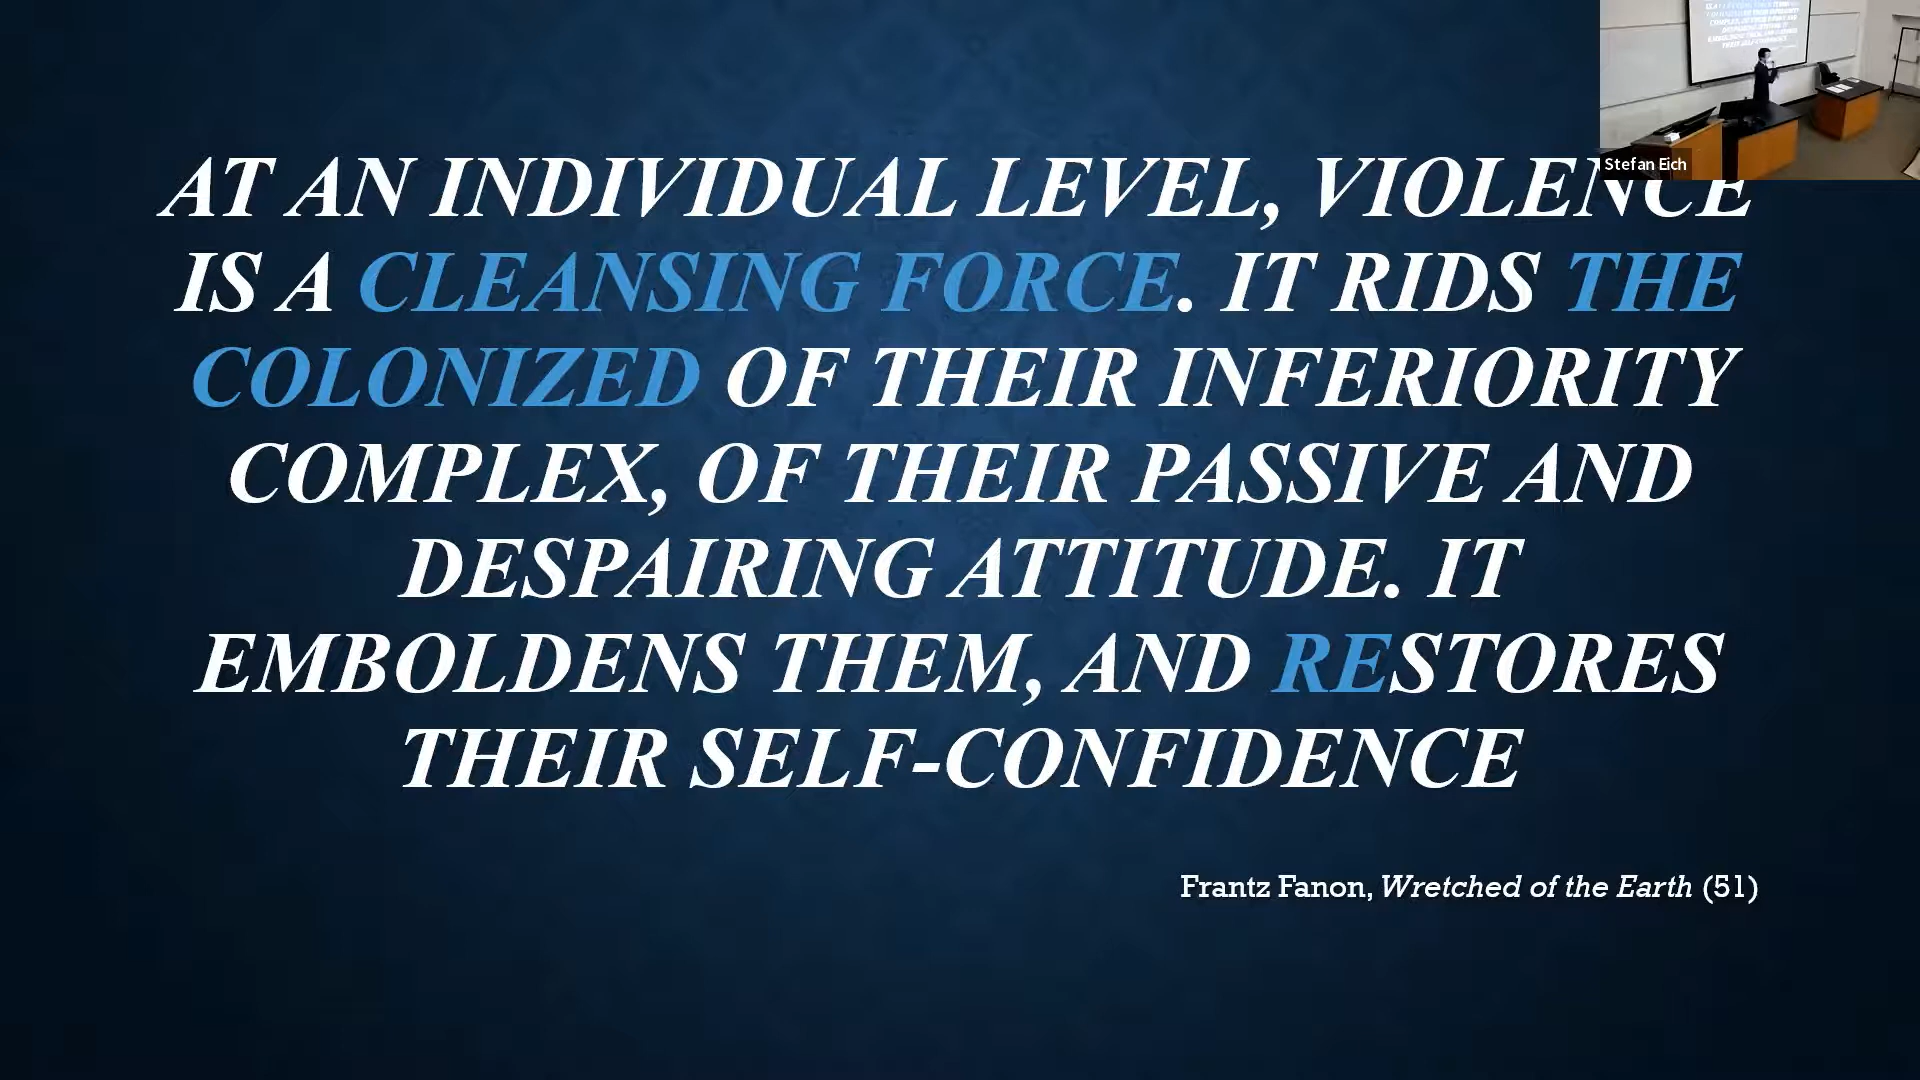 AT AN INDIVIDUAL LEVEL, VIOLENCE
IS A CLEANSING FORCE. IT RIDS THE
COLONIZED OF THEIR INFERIORITY
COMPLEX, OF THEIR PASSIVE AND
DESPAIRING ATTITUDE. IT
EMBOLDENS THEM, AND RESTORES
THEIR SELF-CONFIDENCE
Frantz Fanon, Wretched of the Earth (51)
Stefan Eich